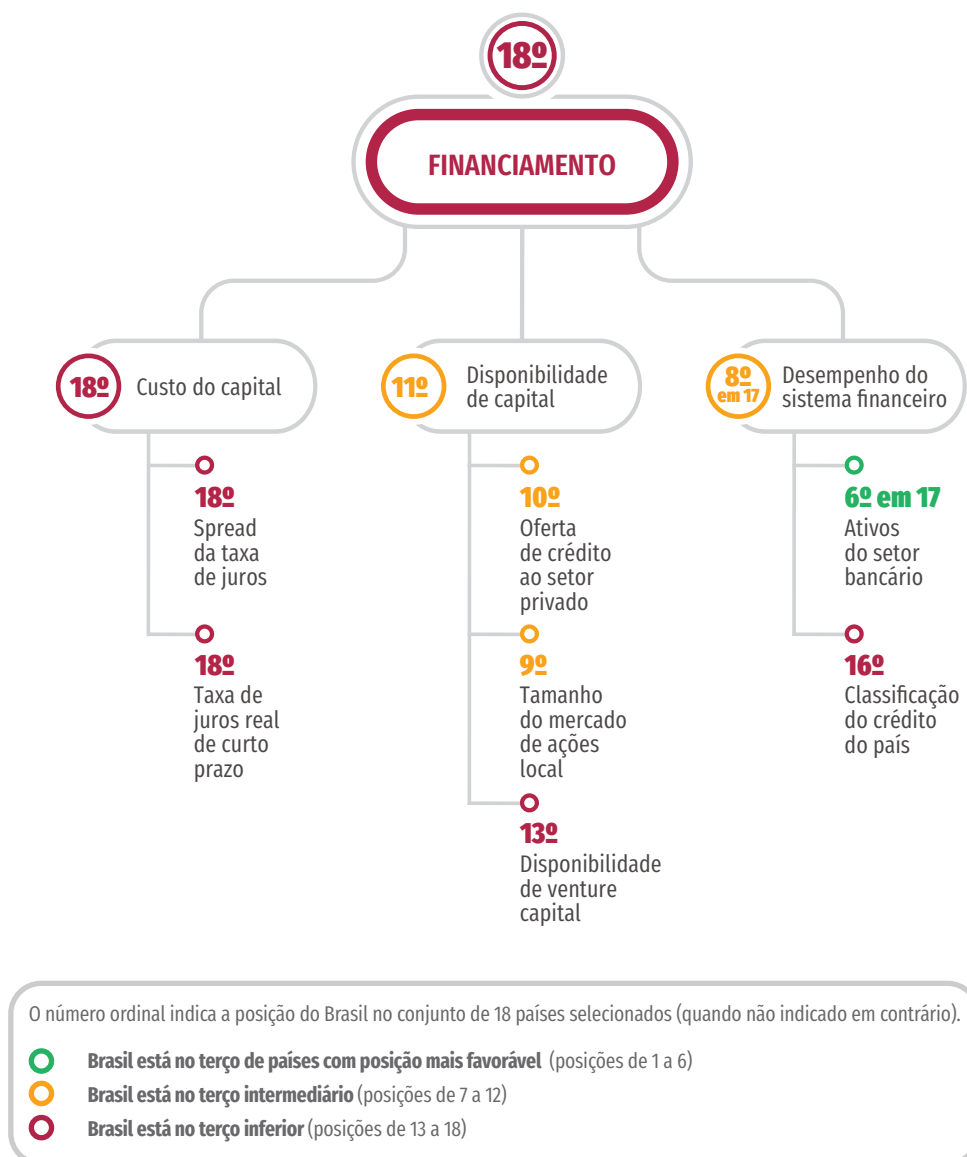 18º
FINANCIAMENTO
18º
Custo do capital
18º
Spread
da taxa
de juros
18º
Taxa de
juros real
de curto
prazo
11º
Disponibilidade
de capital
10º
Oferta
de crédito
ao setor
privado
9º
Tamanho
do mercado
de ações
local
13º
Disponibilidade
de venture
capital
8º
em 17
Desempenho do
sistema financeiro
6º em 17
Ativos
do setor
bancário
16º
Classificação
do crédito
do país
O número ordinal indica a posição do Brasil no conjunto de 18 países selecionados (quando não indicado em contrário).
Brasil está no terço de países com posição mais favorável (posições de 1 a 6)
Brasil está no terço intermediário (posições de 7 a 12)
Brasil está no terço inferior (posições de 13 a 18)